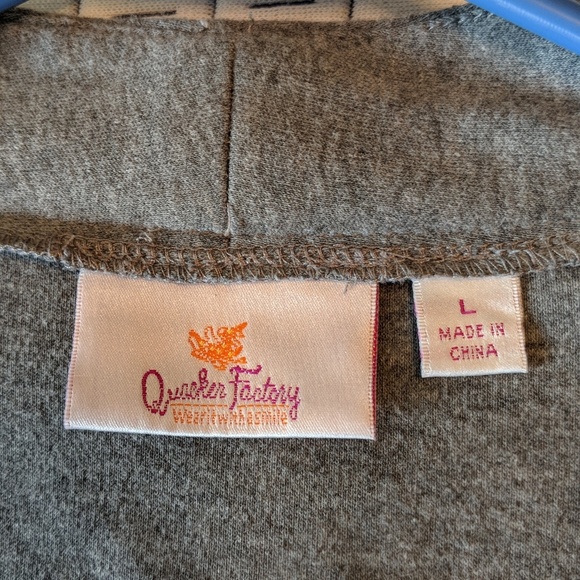 Quacker Factory
Wear it with a smile
L
MADE IN
CHINA